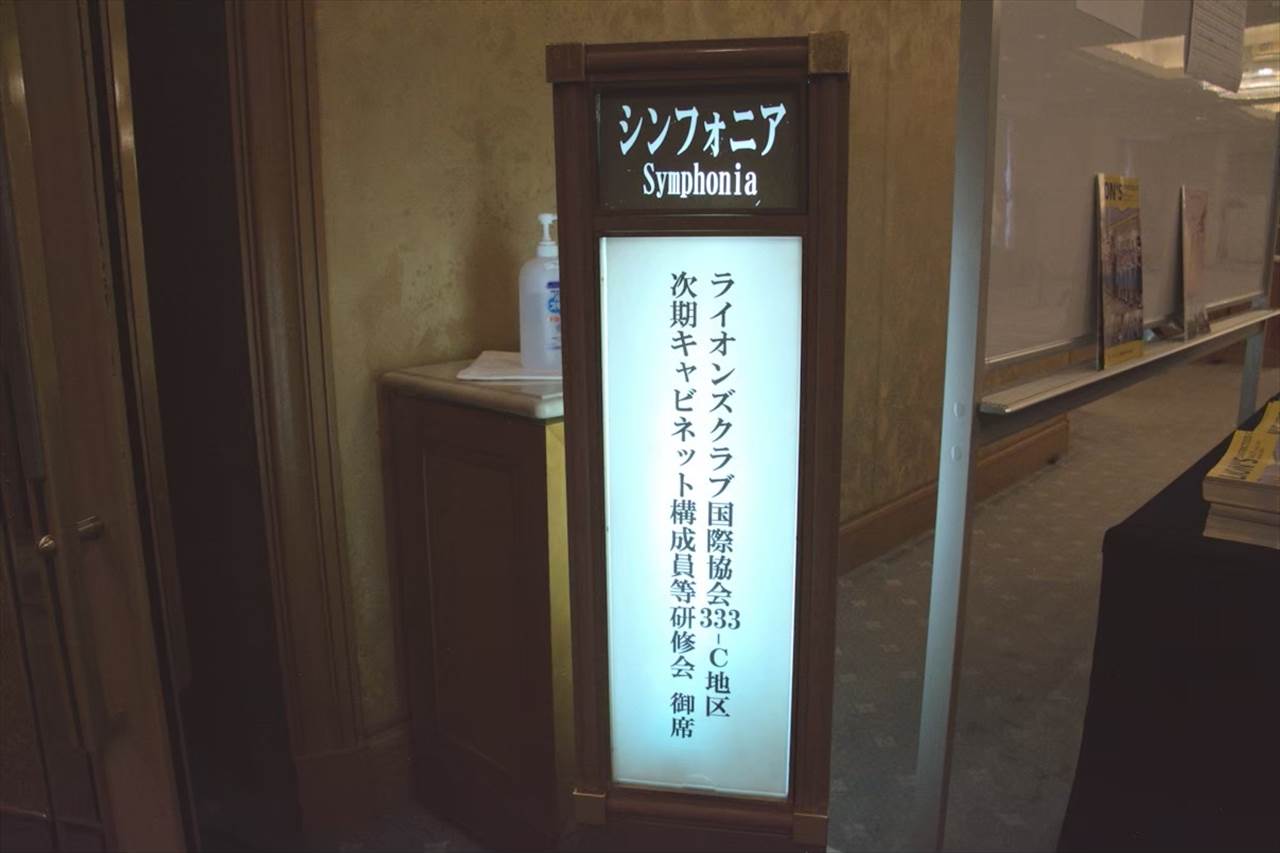 シンフォニア
Symphonia
ライオンズクラブ国際協会333-C地区
次期キャビネット構成員等研修会 御席